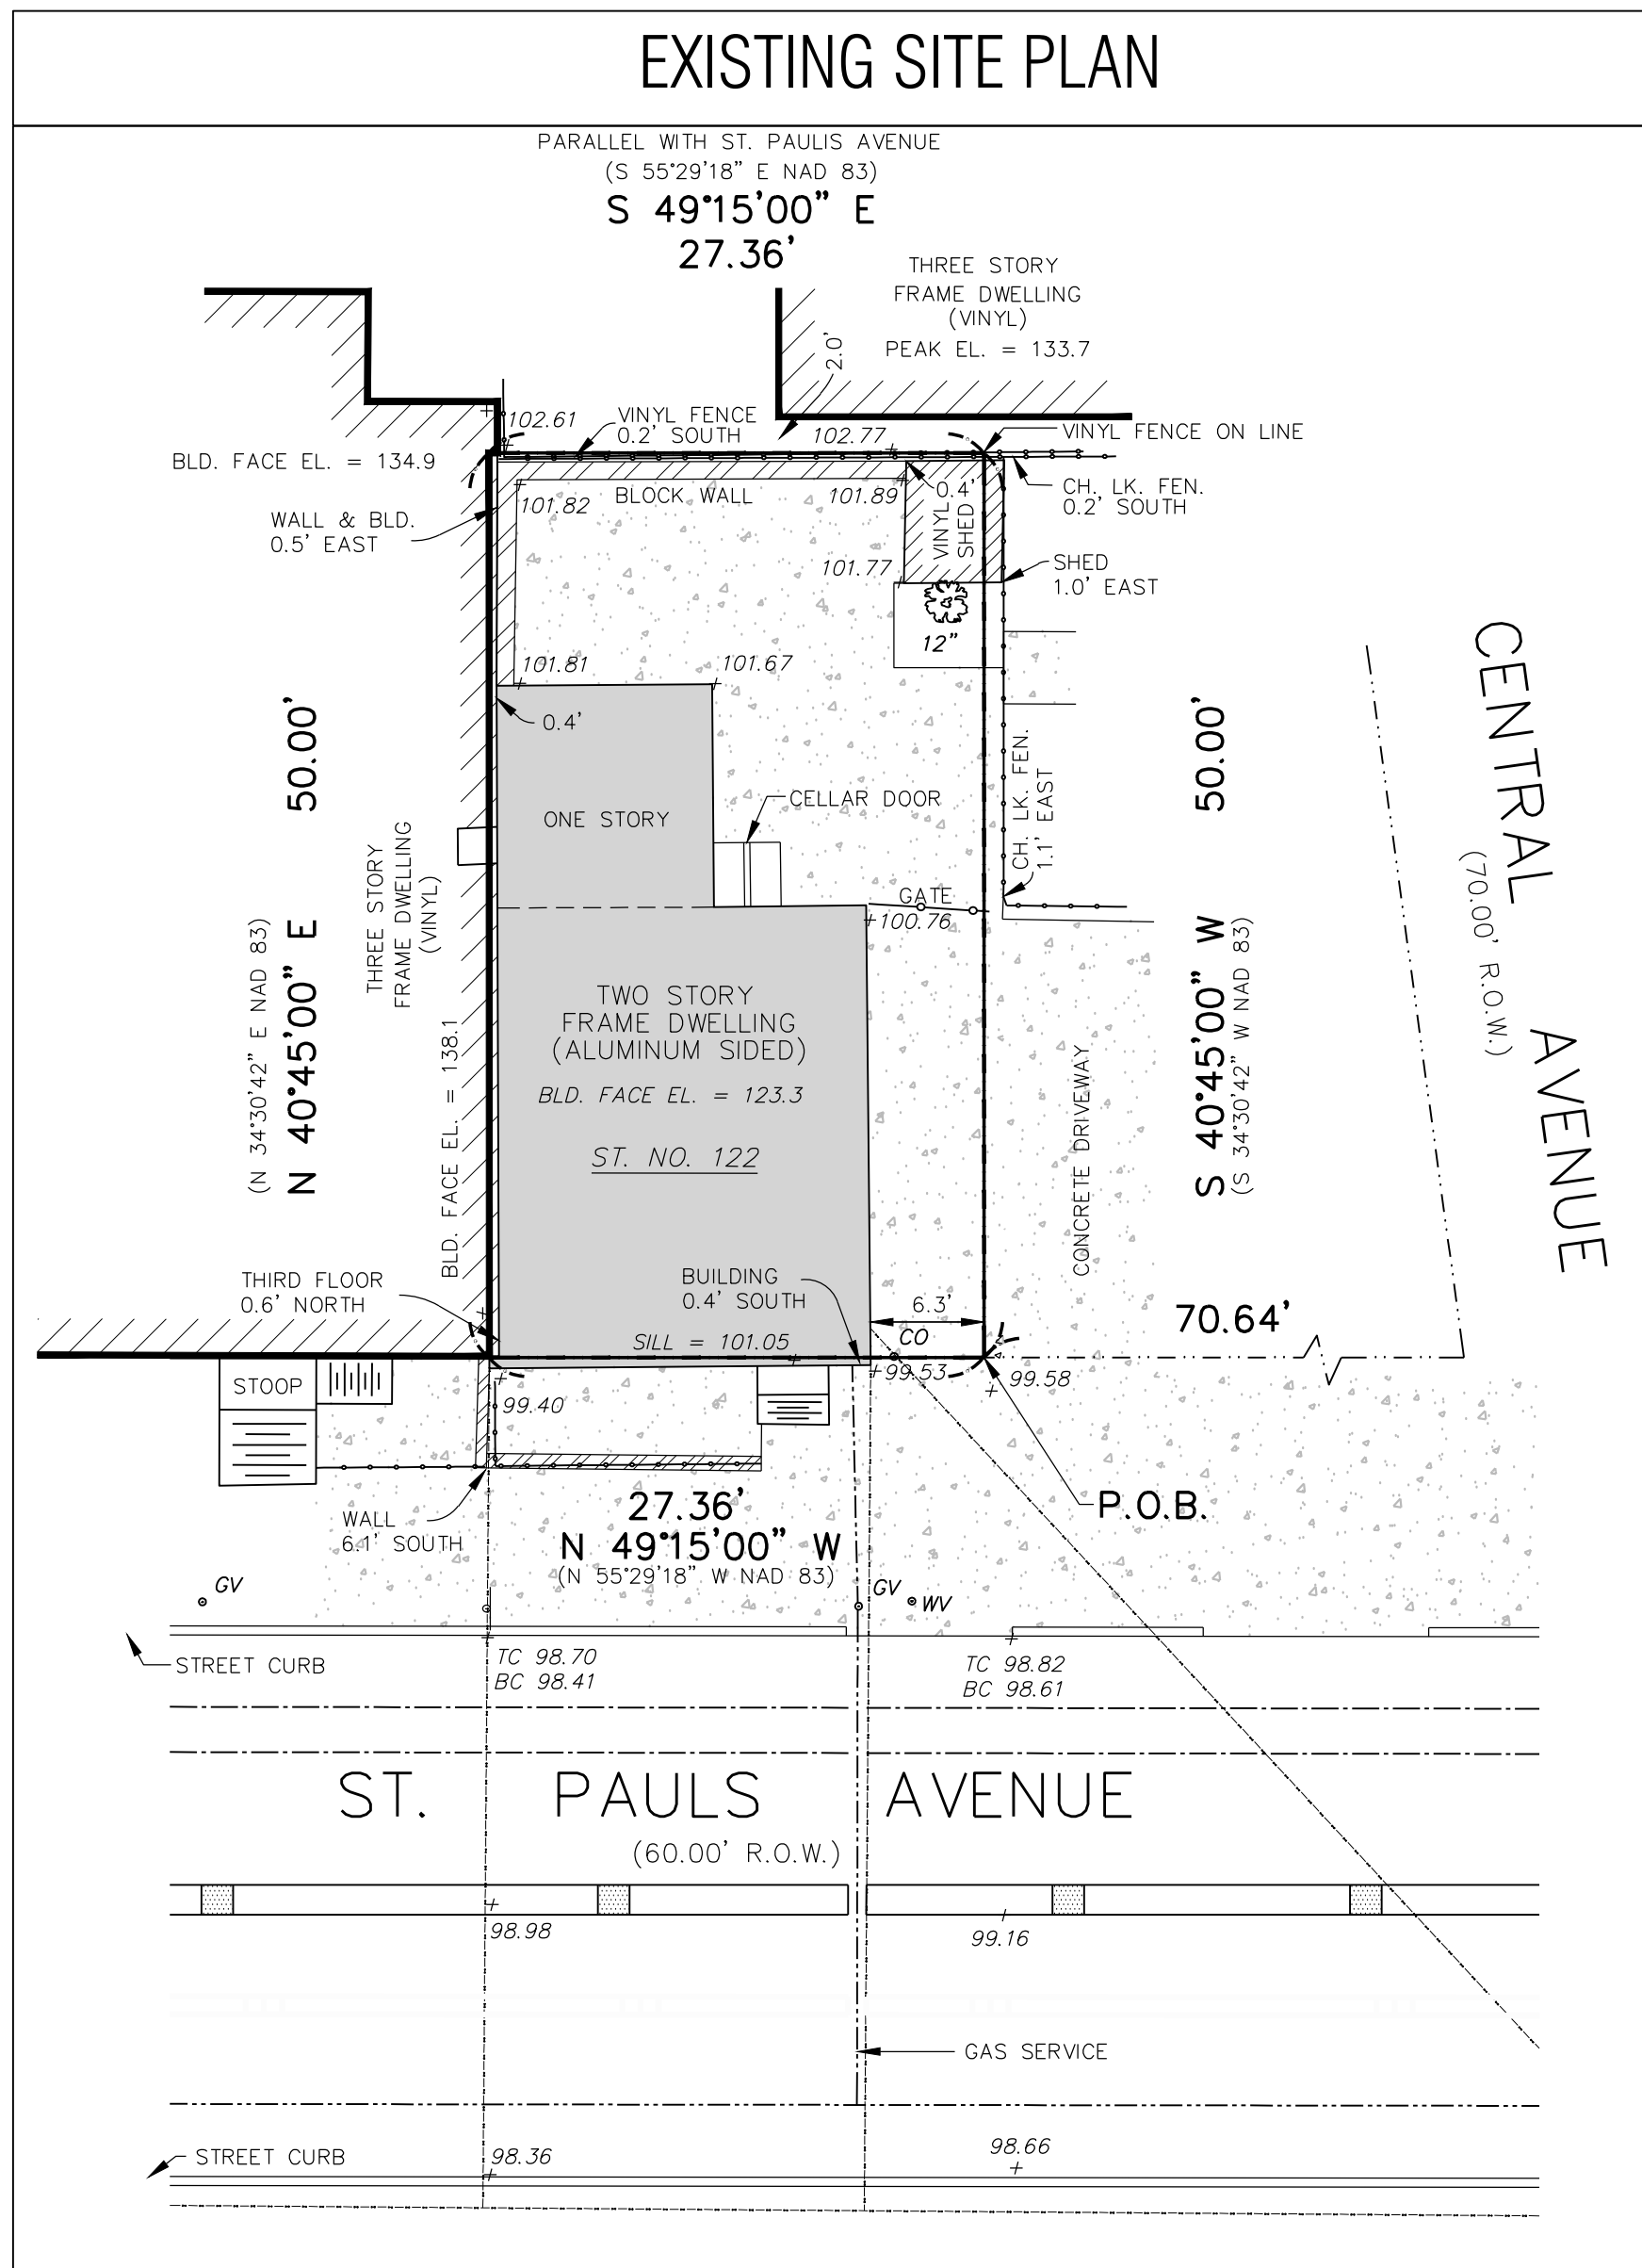 EXISTING SITE PLAN
PARALLEL WITH ST. PAULIS AVENUE
(S 55°29'18" E NAD 83)
S 49°15'00" E
27.36'
THREE STORY
FRAME DWELLING
(VINYL)
PEAK EL. = 133.7
2.0'
102.61
VINYL FENCE
0.2' SOUTH
102.77
VINYL FENCE ON LINE
BLD. FACE EL. = 134.9
CH. LK. FEN.
0.2' SOUTH
101.82
BLOCK WALL
101.89
0.4'
VINYL
SHED
WALL & BLD.
0.5' EAST
101.77
SHED
1.0' EAST
12"
101.81
101.67
0.4'
50.00'
N 40°45'00" E
(N 34°30'42" E NAD 83)
THREE STORY
FRAME DWELLING
(VINYL)
BLD. FACE EL. = 138.1
ONE STORY
CELLAR DOOR
CH. LK. FEN.
1.1' EAST
GATE
100.76
50.00'
S 40°45'00" W
(S 34°30'42" W NAD 83)
CENTRAL
AVENUE
(70.00' R.O.W.)
TWO STORY
FRAME DWELLING
(ALUMINUM SIDED)
BLD. FACE EL. = 123.3
ST. NO. 122
CONCRETE DRIVEWAY
THIRD FLOOR
0.6' NORTH
BUILDING
0.4' SOUTH
6.3'
70.64'
SILL = 101.05
CO
99.53
99.58
STOOP
99.40
WALL
6.1' SOUTH
27.36'
N 49°15'00" W
(N 55°29'18" W NAD 83)
P.O.B.
GV
GV
WV
STREET CURB
TC 98.70
BC 98.41
TC 98.82
BC 98.61
ST. PAULS AVENUE
(60.00' R.O.W.)
98.98
99.16
GAS SERVICE
STREET CURB
98.36
98.66